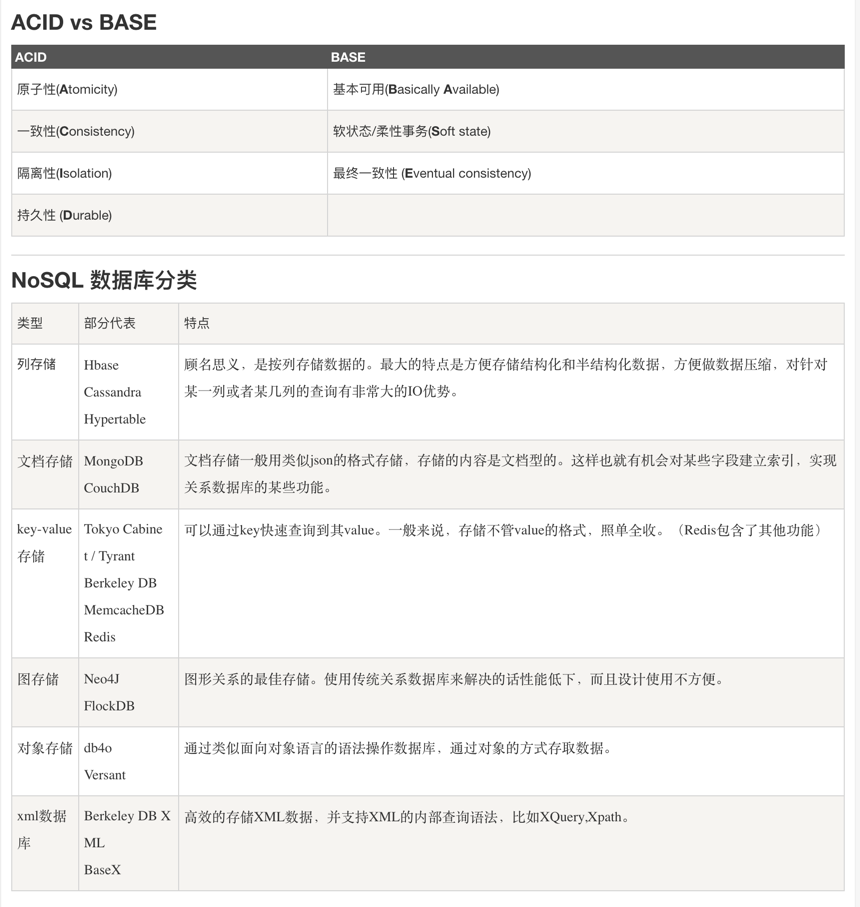 ACID vs BASE
ACID BASE
原子性(Atomicity) 基本可用(Basically Available)
一致性(Consistency) 软状态/柔性事务(Soft state)
隔离性(Isolation) 最终一致性 (Eventual consistency)
持久性 (Durable)
NoSQL 数据库分类
类型 部分代表 特点
列存储 Hbase 顾名思义，是按列存储数据的。最大的特点是方便存储结构化和半结构化数据，方便做数据压缩，对针对
Cassandra 某一列或者某几列的查询有非常大的IO优势。
Hypertable
文档存储 MongoDB 文档存储一般用类似json的格式存储，存储的内容是文档型的。这样也就有机会对某些字段建立索引，实现
CouchDB 关系数据库的某些功能。
key-value Tokyo Cabine 可以通过key快速查询到其value。一般来说，存储不管value的格式，照单全收。（Redis包含了其他功能）
存储 t / Tyrant
Berkeley DB
MemcacheDB
Redis
图存储 Neo4J 图形关系的最佳存储。使用传统关系数据库来解决的话性能低下，而且设计使用不方便。
FlockDB
对象存储 db4o 通过类似面向对象语言的语法操作数据库，通过对象的方式存取数据。
Versant
xml数据 Berkeley DB X 高效的存储XML数据，并支持XML的内部查询语法，比如XQuery,Xpath。
库 ML
BaseX